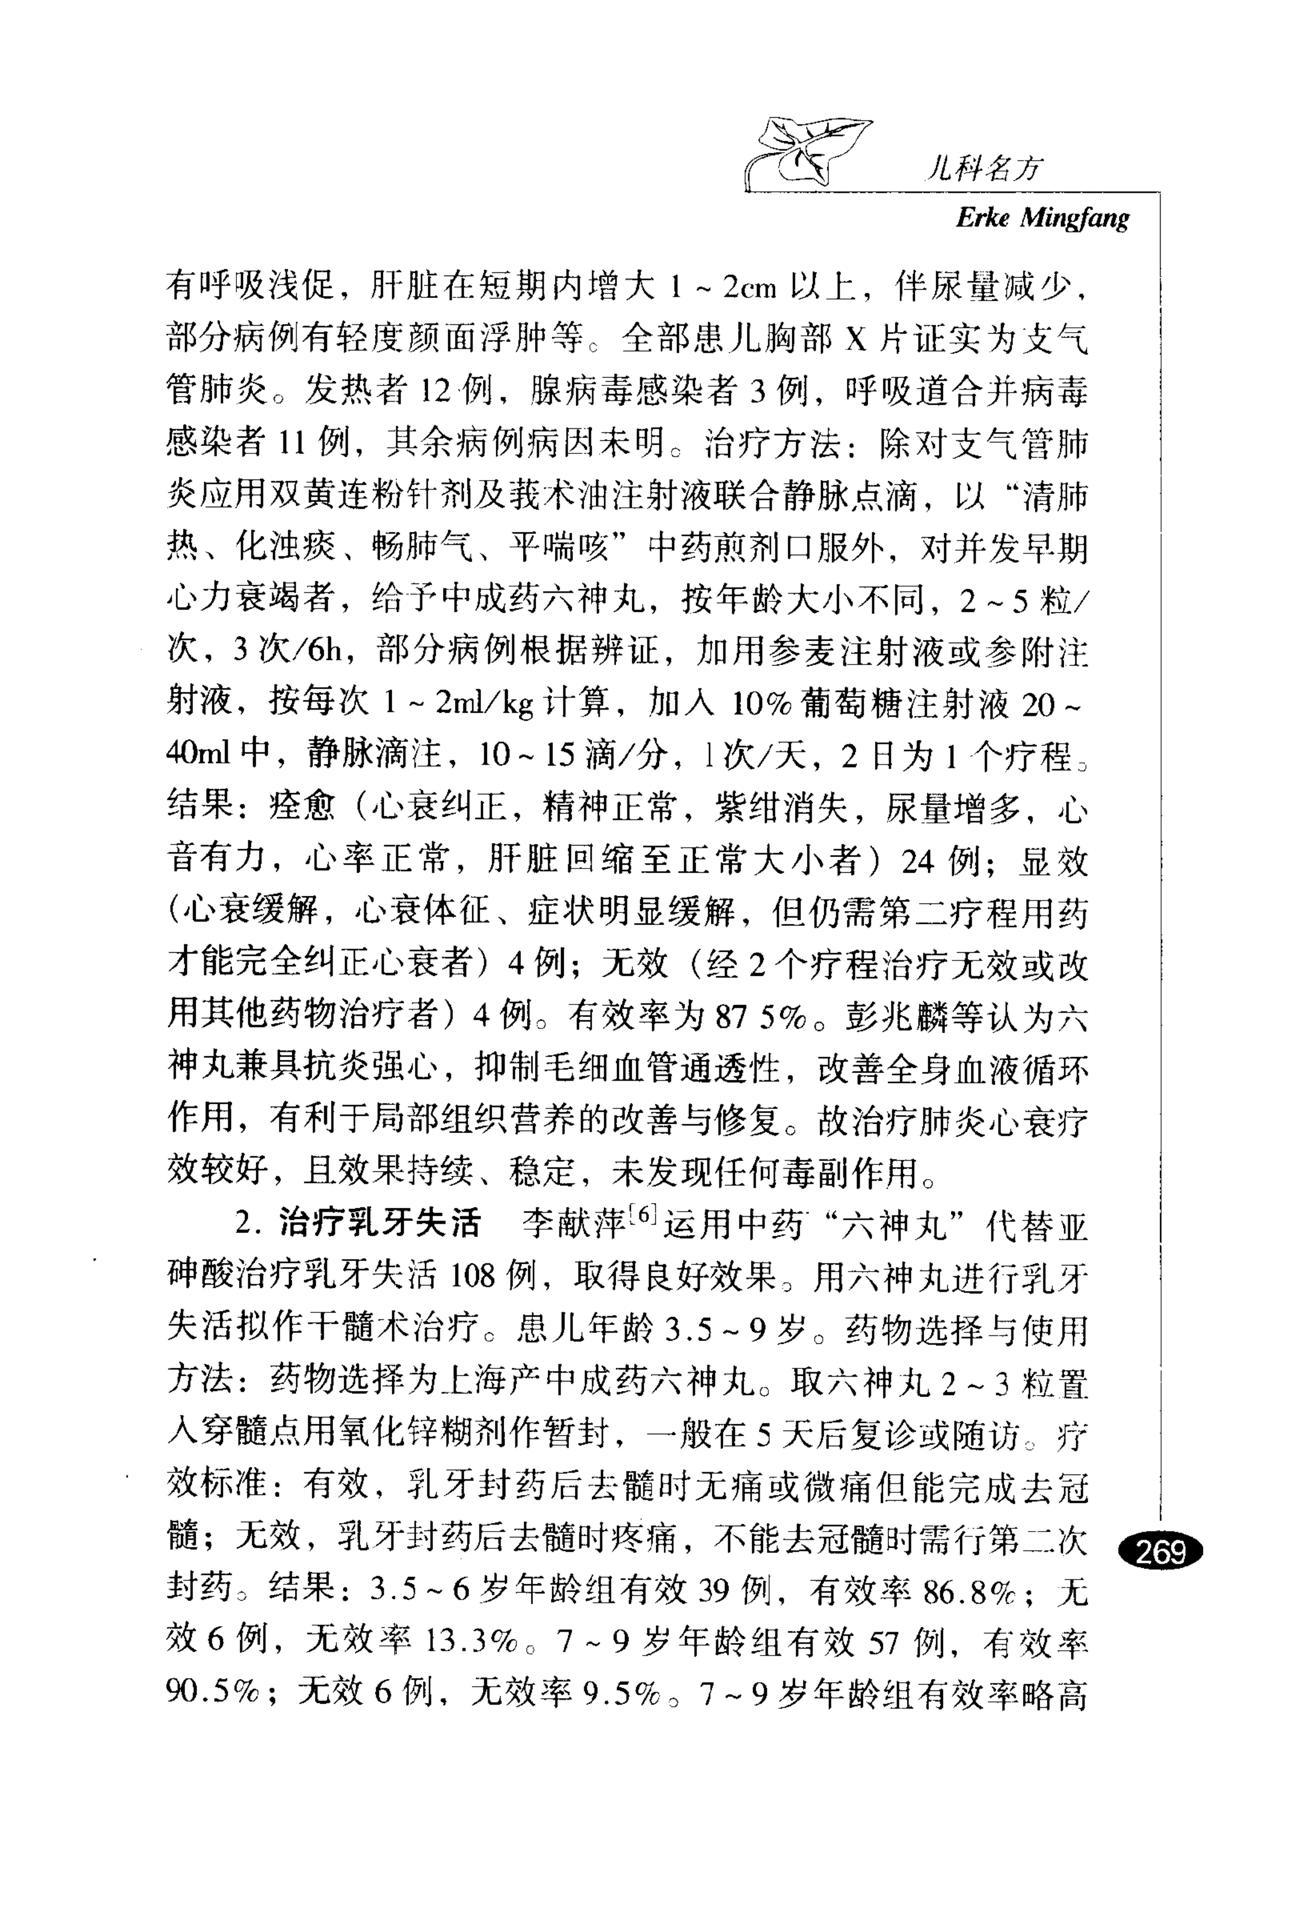 儿科名方
Erke Mingfang
有呼吸浅促，肝脏在短期内增大 1 ~ 2cm 以上，伴尿量减少，
部分病例有轻度颜面浮肿等。全部患儿胸部 X 片证实为支气
管肺炎。发热者 12 例，腺病毒感染者 3 例，呼吸道合并病毒
感染者 11 例，其余病例病因未明。治疗方法：除对支气管肺
炎应用双黄连粉针剂及莪术油注射液联合静脉点滴，以“清肺
热、化浊痰、畅肺气、平喘咳”中药煎剂口服外，对并发早期
心力衰竭者，给予中成药六神丸，按年龄大小不同，2 ~ 5 粒/
次，3 次/6h，部分病例根据辨证，加用参麦注射液或参附注
射液，按每次 1 ~ 2ml/kg 计算，加入 10% 葡萄糖注射液 20 ~
40ml 中，静脉滴注，10 ~ 15 滴/分，1 次/天，2 日为 1 个疗程。
结果：痊愈（心衰纠正，精神正常，紫绀消失，尿量增多，心
音有力，心率正常，肝脏回缩至正常大小者）24 例；显效
（心衰缓解，心衰体征、症状明显缓解，但仍需第二疗程用药
才能完全纠正心衰者）4 例；无效（经 2 个疗程治疗无效或改
用其他药物治疗者）4 例。有效率为 87 5%。彭兆麟等认为六
神丸兼具抗炎强心，抑制毛细血管通透性，改善全身血液循环
作用，有利于局部组织营养的改善与修复。故治疗肺炎心衰疗
效较好，且效果持续、稳定，未发现任何毒副作用。
2. 治疗乳牙失活 李献萍[6]运用中药“六神丸”代替亚
砷酸治疗乳牙失活 108 例，取得良好效果。用六神丸进行乳牙
失活拟作干髓术治疗。患儿年龄 3.5 ~ 9 岁。药物选择与使用
方法：药物选择为上海产中成药六神丸。取六神丸 2 ~ 3 粒置
入穿髓点用氧化锌糊剂作暂封，一般在 5 天后复诊或随访。疗
效标准：有效，乳牙封药后去髓时无痛或微痛但能完成去冠
髓；无效，乳牙封药后去髓时疼痛，不能去冠髓时需行第二次
封药。结果：3.5 ~ 6 岁年龄组有效 39 例，有效率 86.8%；无
效 6 例，无效率 13.3%。7 ~ 9 岁年龄组有效 57 例，有效率
90.5%；无效 6 例，无效率 9.5%。7 ~ 9 岁年龄组有效率略高
269